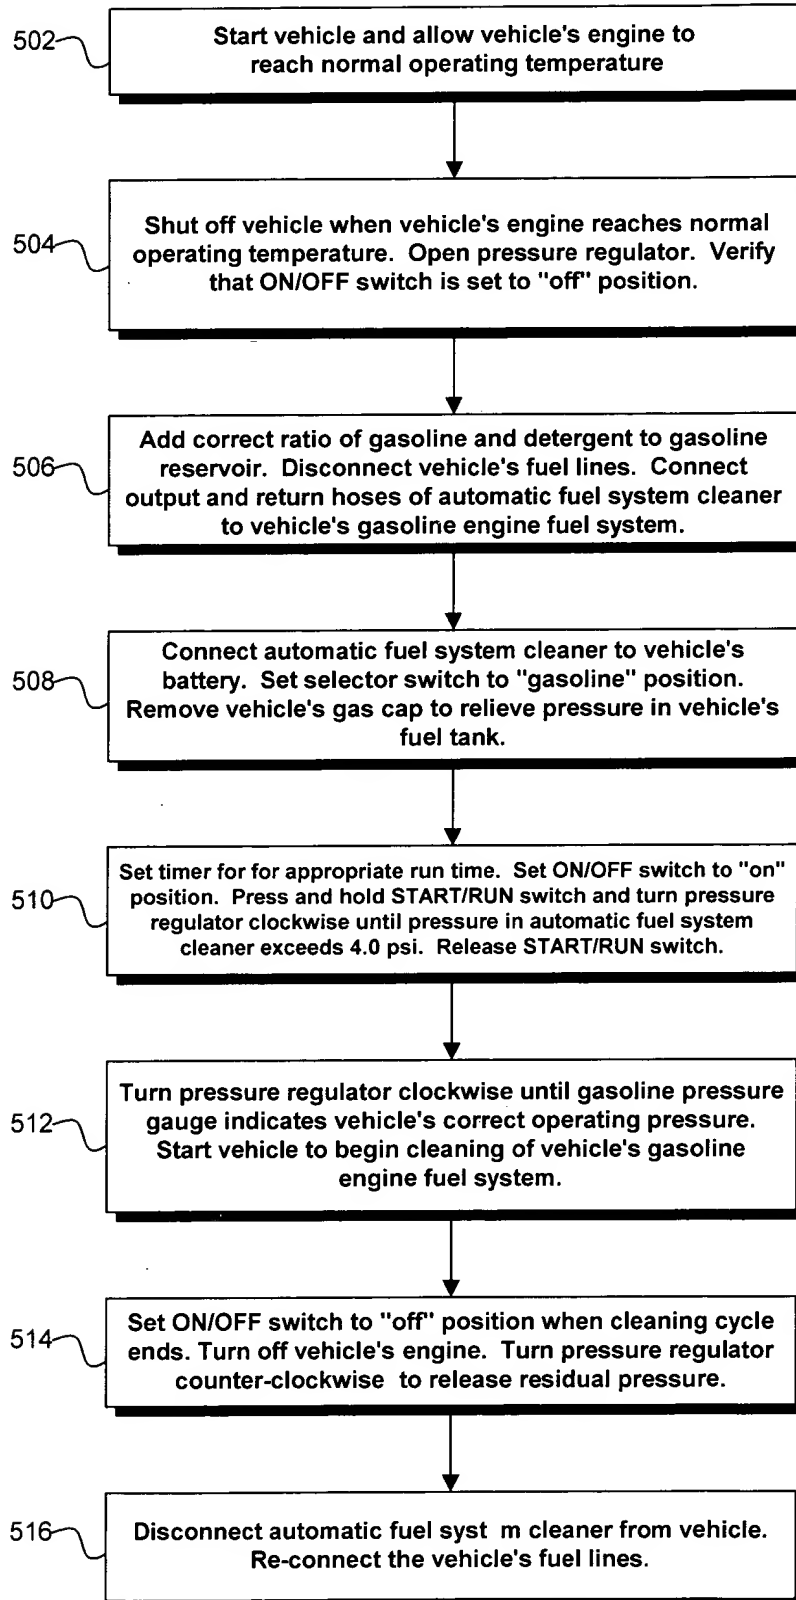 502
Start vehicle and allow vehicle's engine to
reach normal operating temperature
504
Shut off vehicle when vehicle's engine reaches normal
operating temperature. Open pressure regulator. Verify
that ON/OFF switch is set to "off" position.
506
Add correct ratio of gasoline and detergent to gasoline
reservoir. Disconnect vehicle's fuel lines. Connect
output and return hoses of automatic fuel system cleaner
to vehicle's gasoline engine fuel system.
508
Connect automatic fuel system cleaner to vehicle's
battery. Set selector switch to "gasoline" position.
Remove vehicle's gas cap to relieve pressure in vehicle's
fuel tank.
510
Set timer for for appropriate run time. Set ON/OFF switch to "on"
position. Press and hold START/RUN switch and turn pressure
regulator clockwise until pressure in automatic fuel system
cleaner exceeds 4.0 psi. Release START/RUN switch.
512
Turn pressure regulator clockwise until gasoline pressure
gauge indicates vehicle's correct operating pressure.
Start vehicle to begin cleaning of vehicle's gasoline
engine fuel system.
514
Set ON/OFF switch to "off" position when cleaning cycle
ends. Turn off vehicle's engine. Turn pressure regulator
counter-clockwise to release residual pressure.
516
Disconnect automatic fuel syst m cleaner from vehicle.
Re-connect the vehicle's fuel lines.